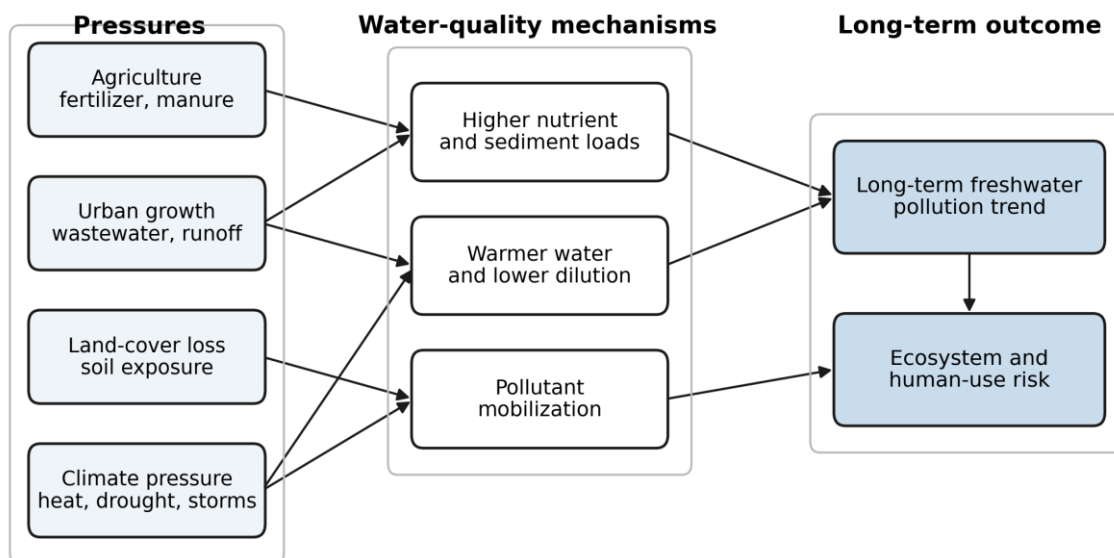 Pressures
Agriculture
fertilizer, manure
Urban growth
wastewater, runoff
Land-cover loss
soil exposure
Climate pressure
heat, drought, storms
Water-quality mechanisms
Higher nutrient
and sediment loads
Warmer water
and lower dilution
Pollutant
mobilization
Long-term outcome
Long-term freshwater
pollution trend
Ecosystem and
human-use risk